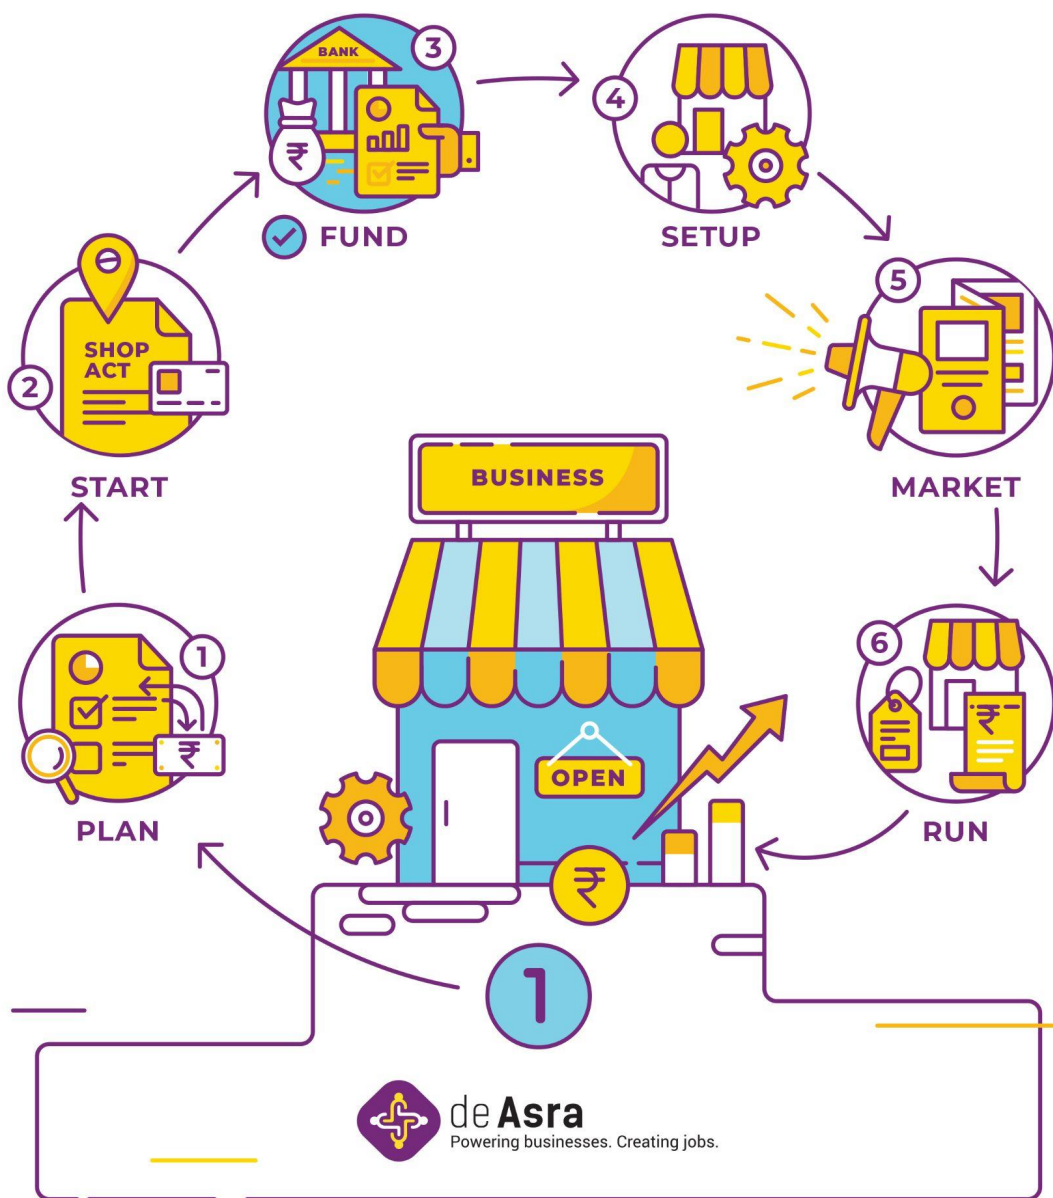 BANK
₹
3
FUND
4
SETUP
SHOP
ACT
2
START
5
MARKET
1
₹
PLAN
6
₹
RUN
BUSINESS
OPEN
₹
1
de Asra
Powering businesses. Creating jobs.